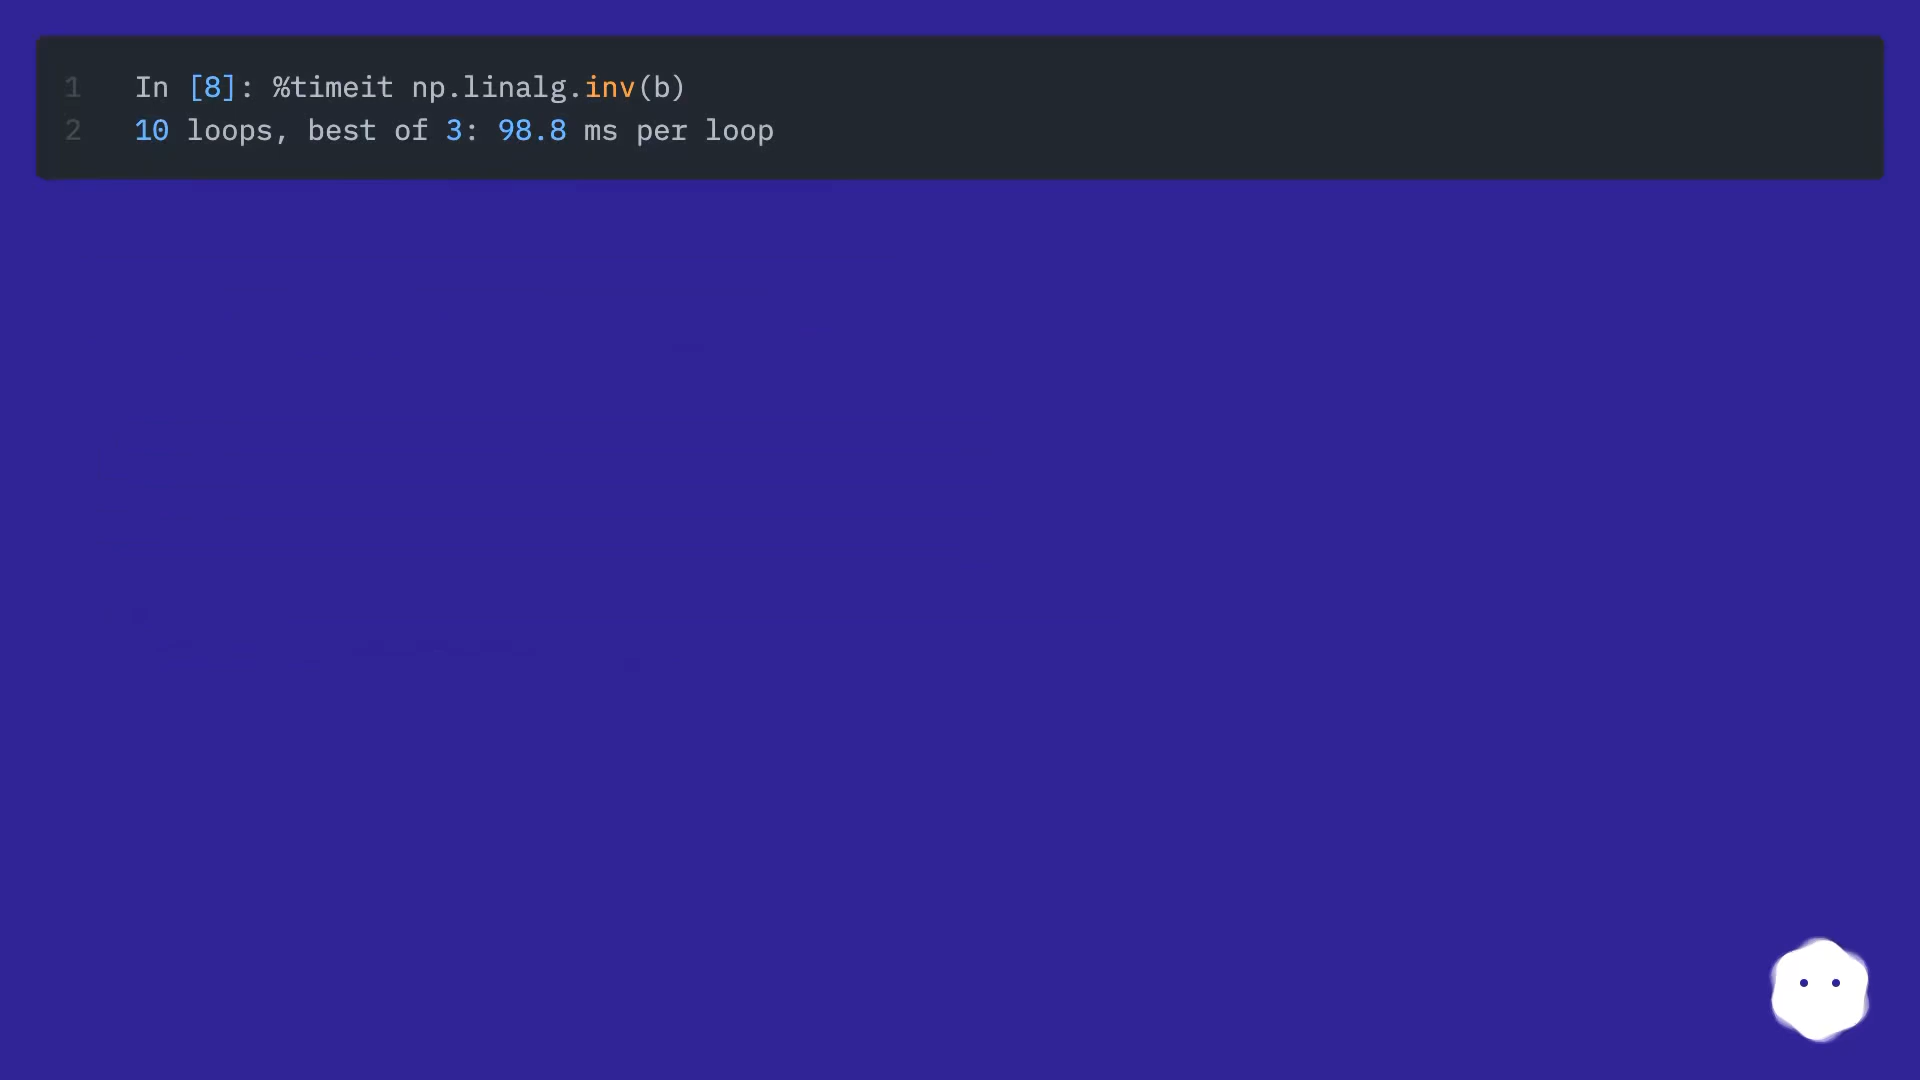 1 In [8]: %timeit np.linalg.inv(b)
2 10 loops, best of 3: 98.8 ms per loop